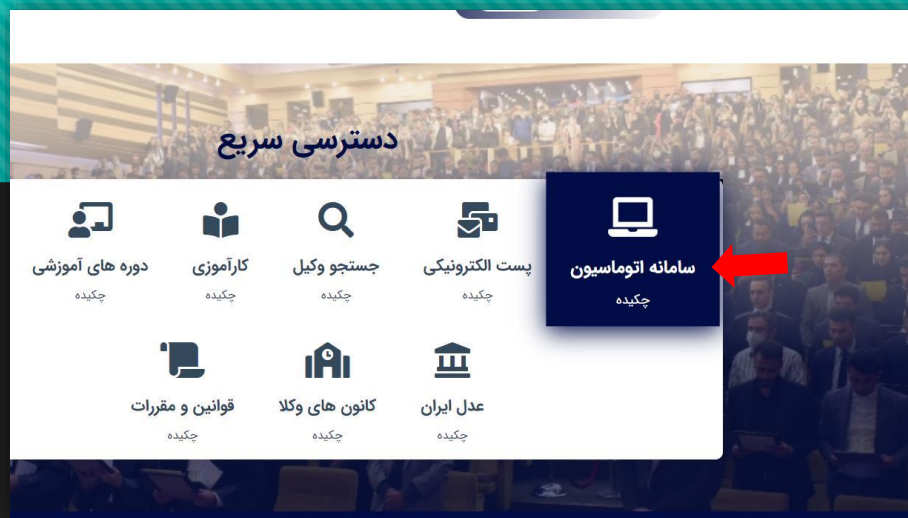 دسترسی سریع
سامانه اتوماسیون
چکیده
پست الکترونیکی
چکیده
جستجو وکیل
چکیده
کارآموزی
چکیده
دوره های آموزشی
چکیده
عدل ایران
چکیده
کانون های وکلا
چکیده
قوانین و مقررات
چکیده